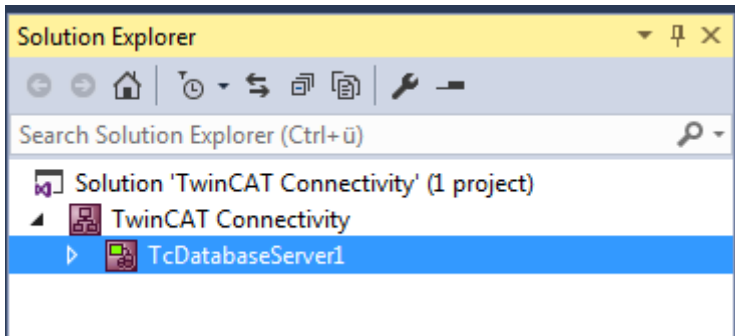 Solution Explorer
Search Solution Explorer (Ctrl+ü)
Solution 'TwinCAT Connectivity' (1 project)
TwinCAT Connectivity
TcDatabaseServer1